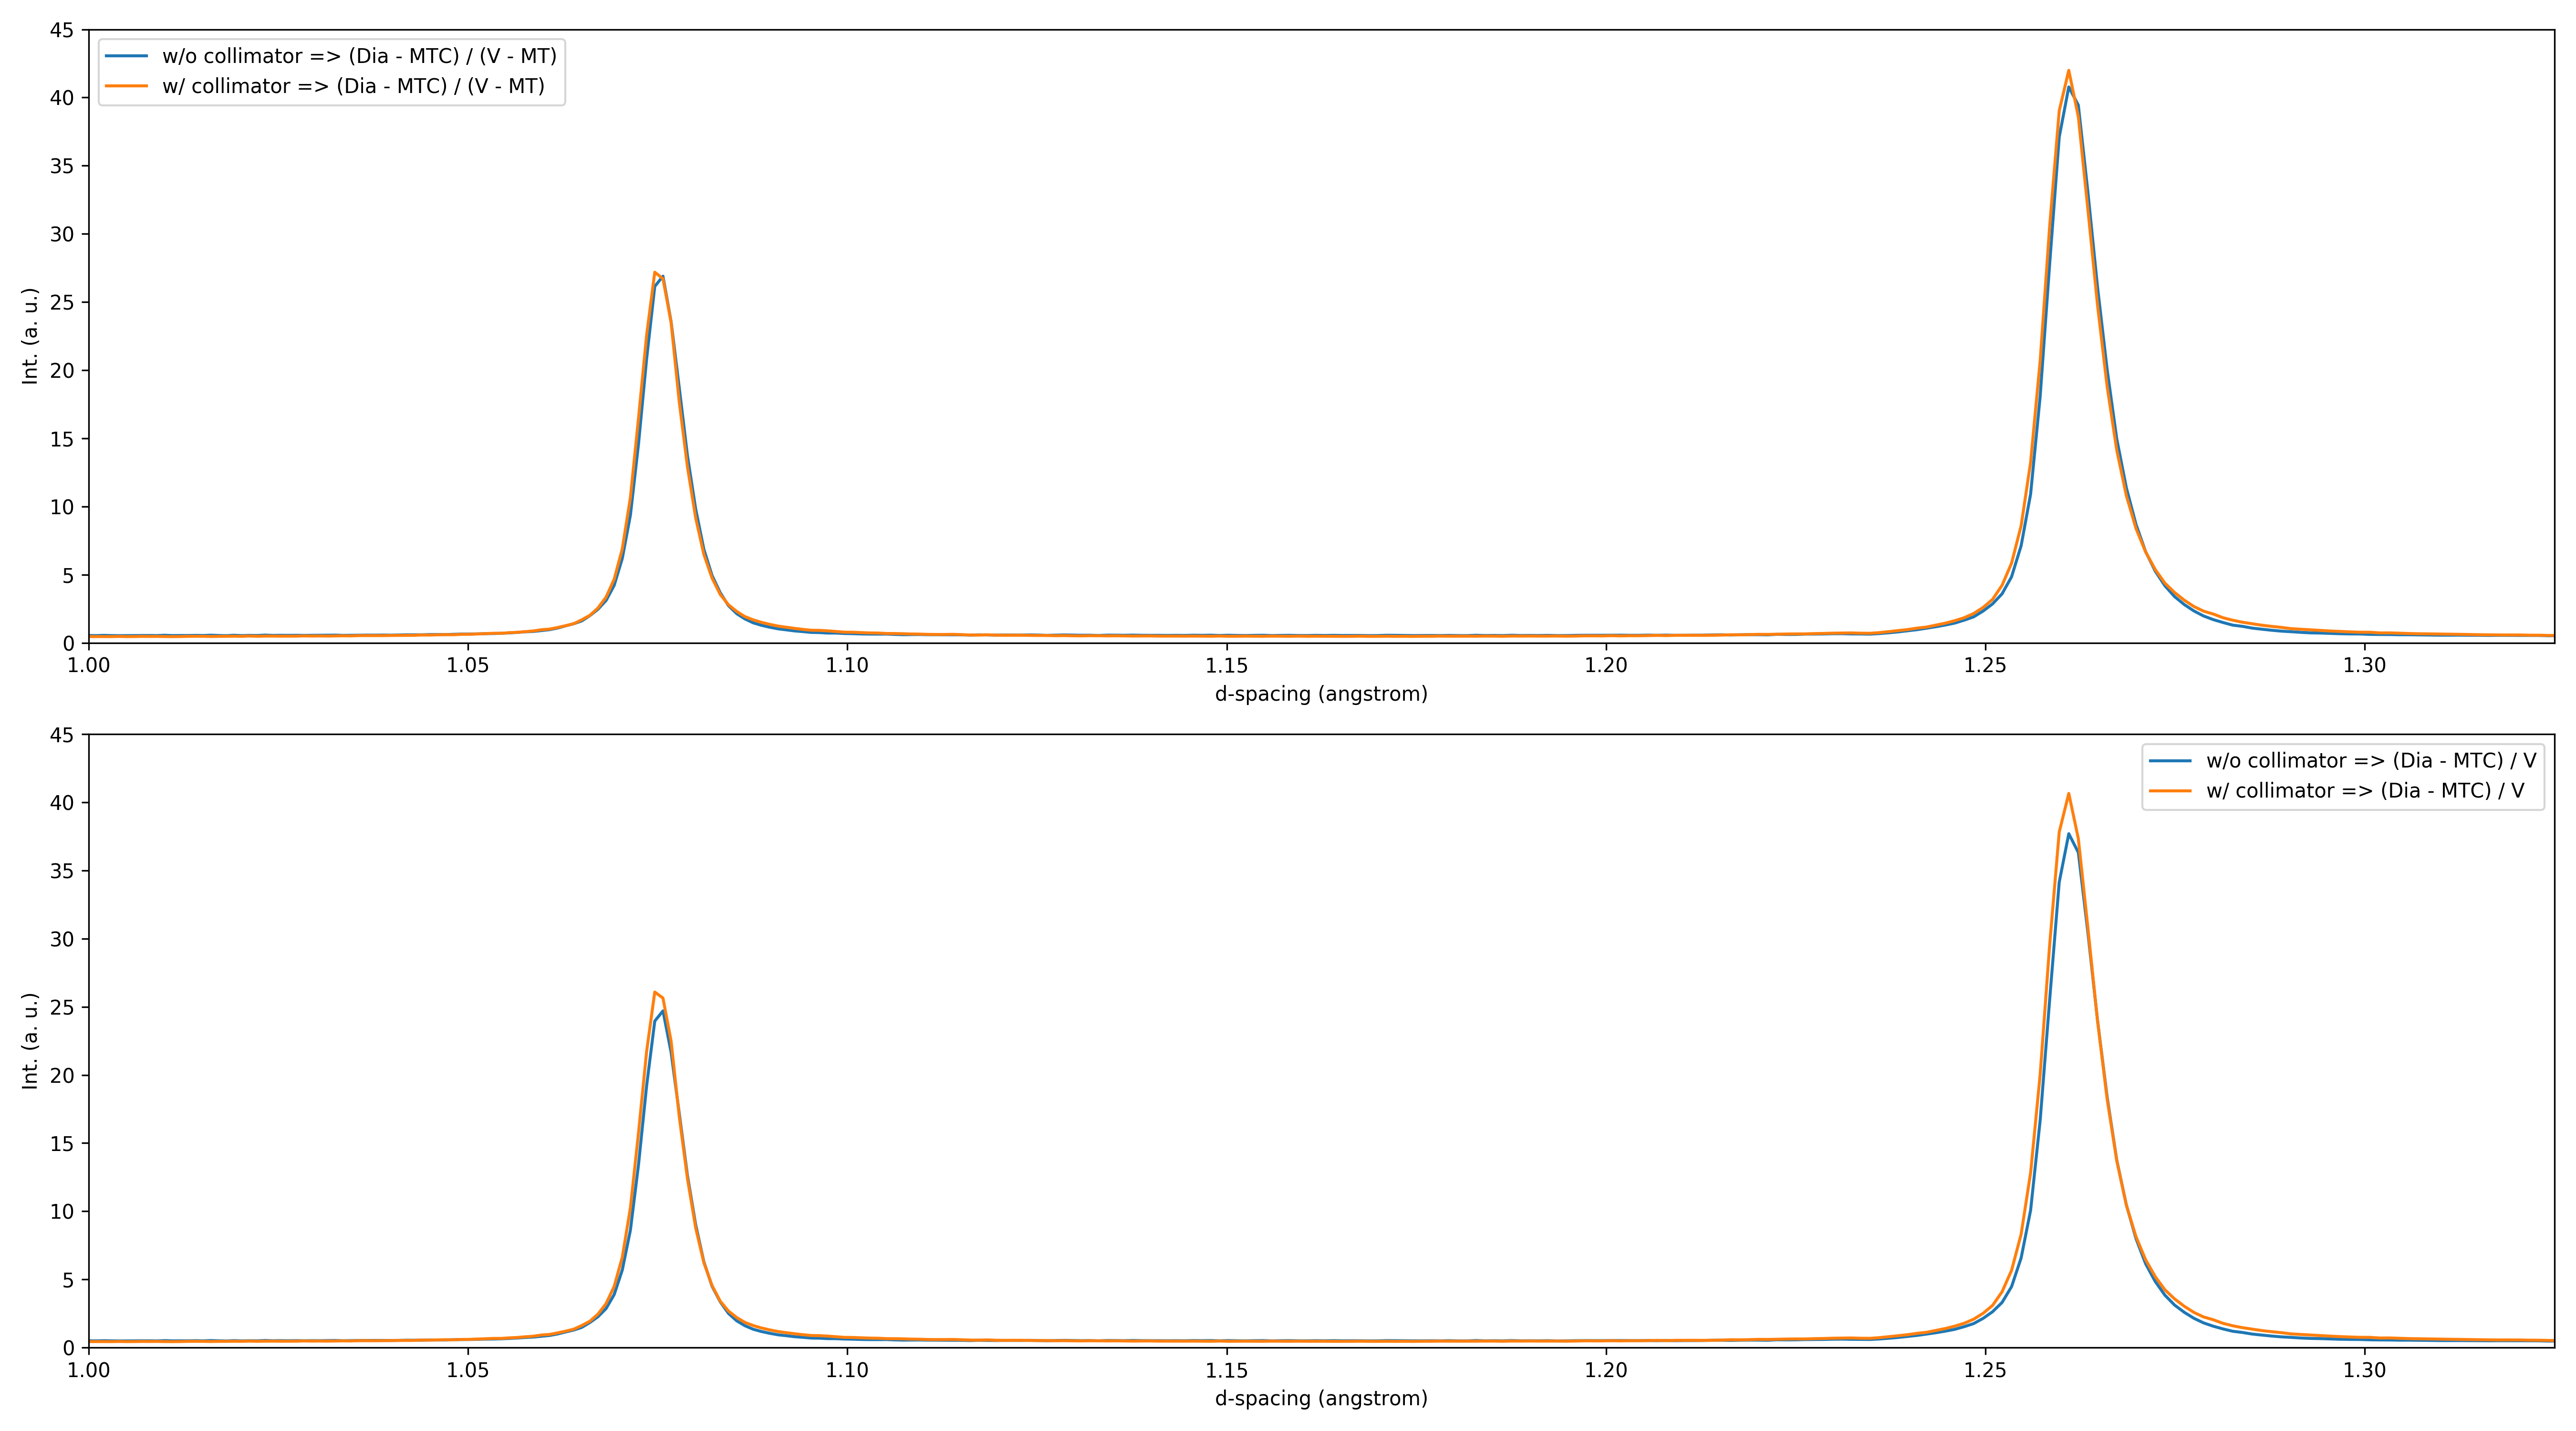 45
40
35
30
25
20
15
10
5
0
Int. (a. u.)
w/o collimator => (Dia - MTC) / (V - MT)
w/ collimator => (Dia - MTC) / (V - MT)
1.00 1.05 1.10 1.15 1.20 1.25 1.30
d-spacing (angstrom)
45
40
35
30
25
20
15
10
5
0
Int. (a. u.)
w/o collimator => (Dia - MTC) / V
w/ collimator => (Dia - MTC) / V
1.00 1.05 1.10 1.15 1.20 1.25 1.30
d-spacing (angstrom)